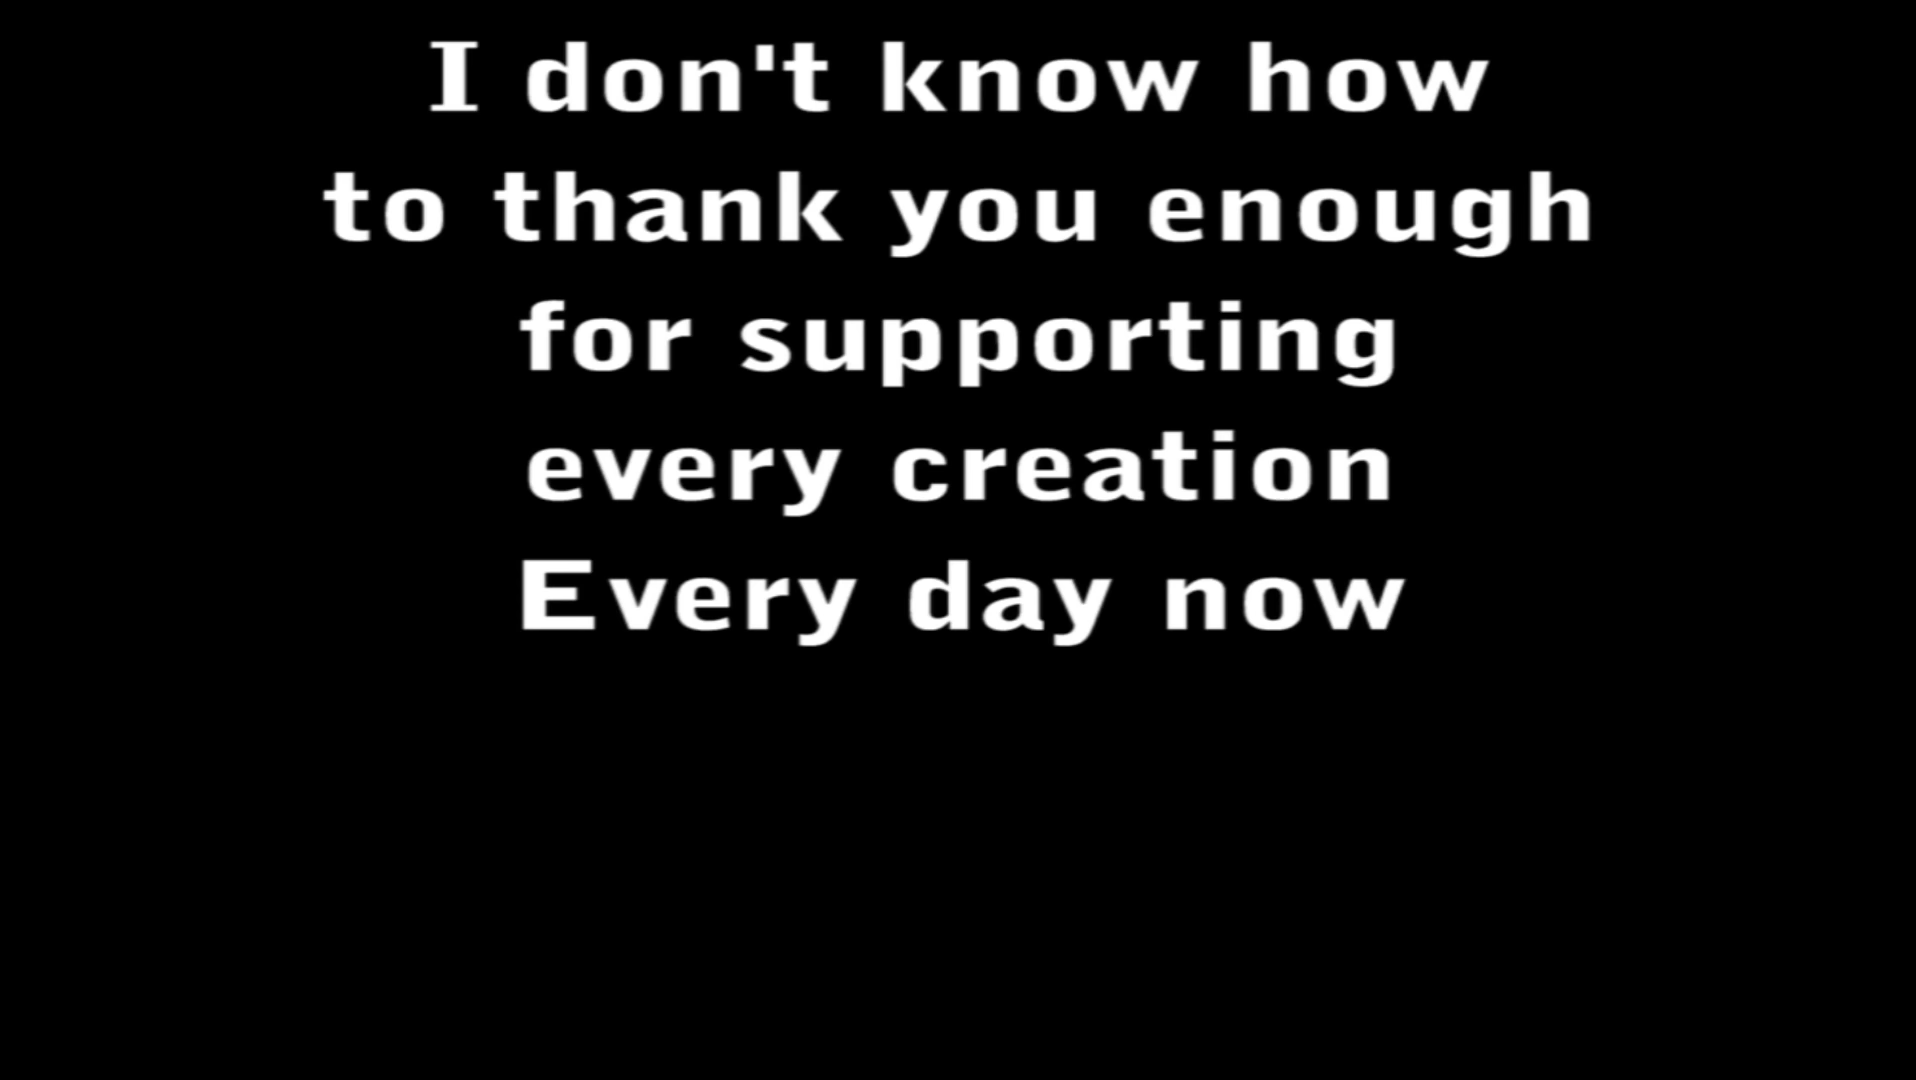 I don't know how
to thank you enough
for supporting
every creation
Every day now